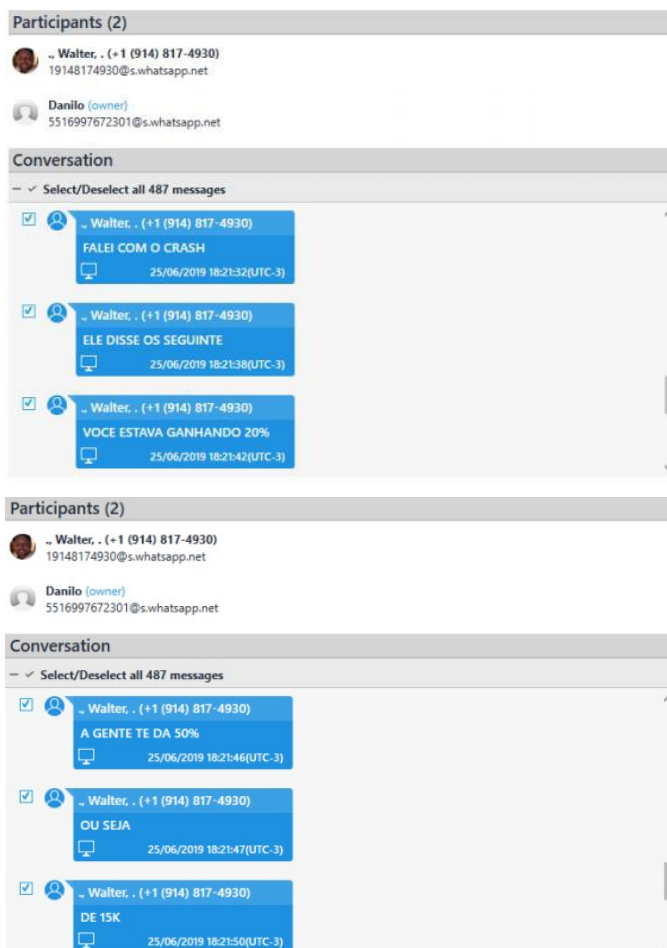 Participants (2)
., Walter, . (+1 (914) 817-4930)
19148174930@s.whatsapp.net
Danilo (owner)
5516997672301@s.whatsapp.net
Conversation
Select/Deselect all 487 messages
., Walter, . (+1 (914) 817-4930)
FALEI COM O CRASH
25/06/2019 18:21:32(UTC-3)
., Walter, . (+1 (914) 817-4930)
ELE DISSE OS SEGUINTE
25/06/2019 18:21:38(UTC-3)
., Walter, . (+1 (914) 817-4930)
VOCE ESTAVA GANHANDO 20%
25/06/2019 18:21:42(UTC-3)
Participants (2)
., Walter, . (+1 (914) 817-4930)
19148174930@s.whatsapp.net
Danilo (owner)
5516997672301@s.whatsapp.net
Conversation
Select/Deselect all 487 messages
., Walter, . (+1 (914) 817-4930)
A GENTE TE DA 50%
25/06/2019 18:21:46(UTC-3)
., Walter, . (+1 (914) 817-4930)
OU SEJA
25/06/2019 18:21:47(UTC-3)
., Walter, . (+1 (914) 817-4930)
DE 15K
25/06/2019 18:21:50(UTC-3)